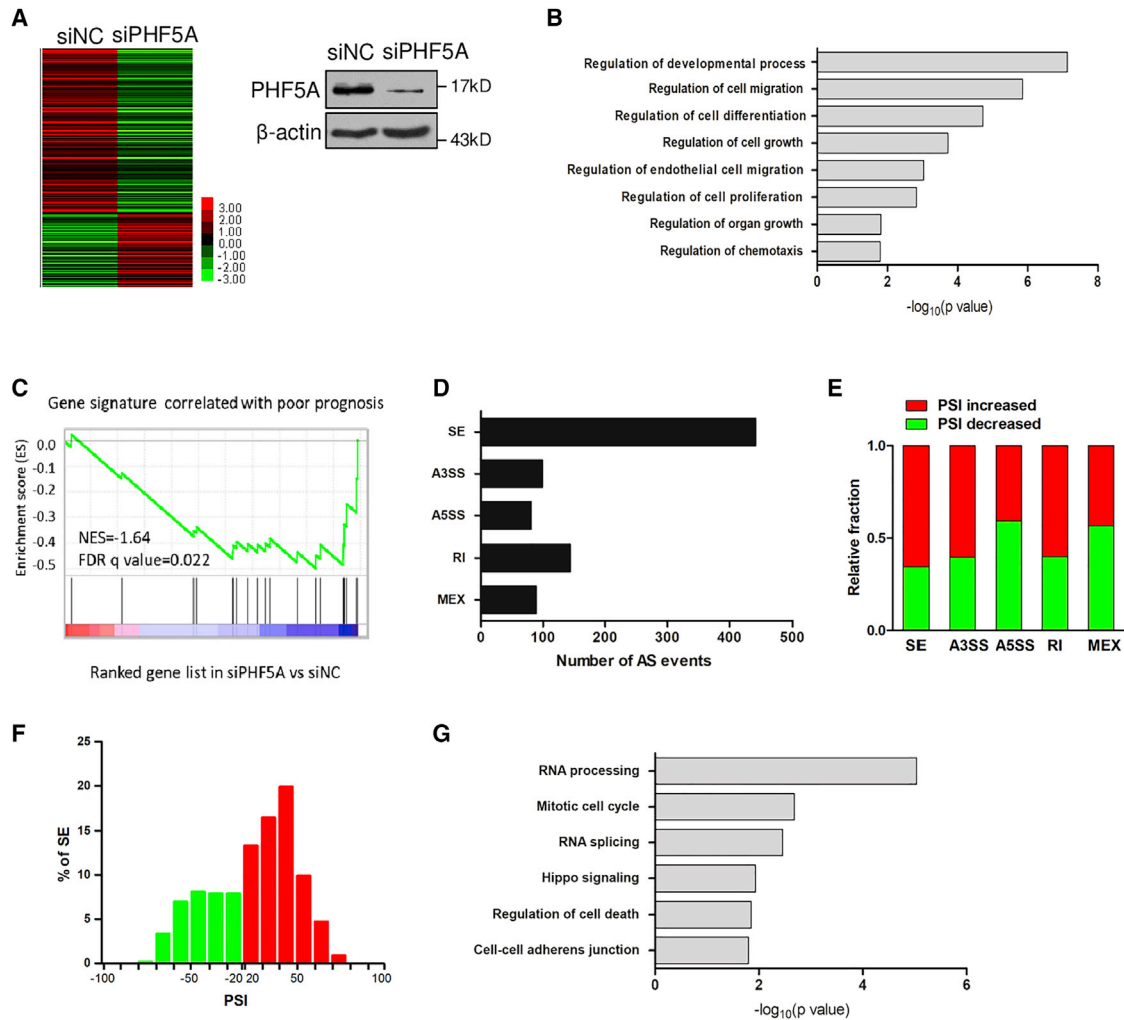 A
siNC siPHF5A
3.00
2.00
1.00
0.00
-1.00
-2.00
-3.00
siNC siPHF5A
PHF5A
17kD
β-actin
43kD
B
Regulation of developmental process
Regulation of cell migration
Regulation of cell differentiation
Regulation of cell growth
Regulation of endothelial cell migration
Regulation of cell proliferation
Regulation of organ growth
Regulation of chemotaxis
0 2 4 6 8
-log10(p value)
C
Gene signature correlated with poor prognosis
Enrichment score (ES)
0.0
-0.1
-0.2
-0.3
-0.4
-0.5
NES=-1.64
FDR q value=0.022
Ranked gene list in siPHF5A vs siNC
D
SE
A3SS
A5SS
RI
MEX
0 100 200 300 400 500
Number of AS events
E
PSI increased
PSI decreased
Relative fraction
1.0
0.5
0.0
SE A3SS A5SS RI MEX
F
% of SE
25
20
15
10
5
0
-100 -50 -20 20 50 100
PSI
G
RNA processing
Mitotic cell cycle
RNA splicing
Hippo signaling
Regulation of cell death
Cell-cell adherens junction
0 2 4 6
-log10(p value)